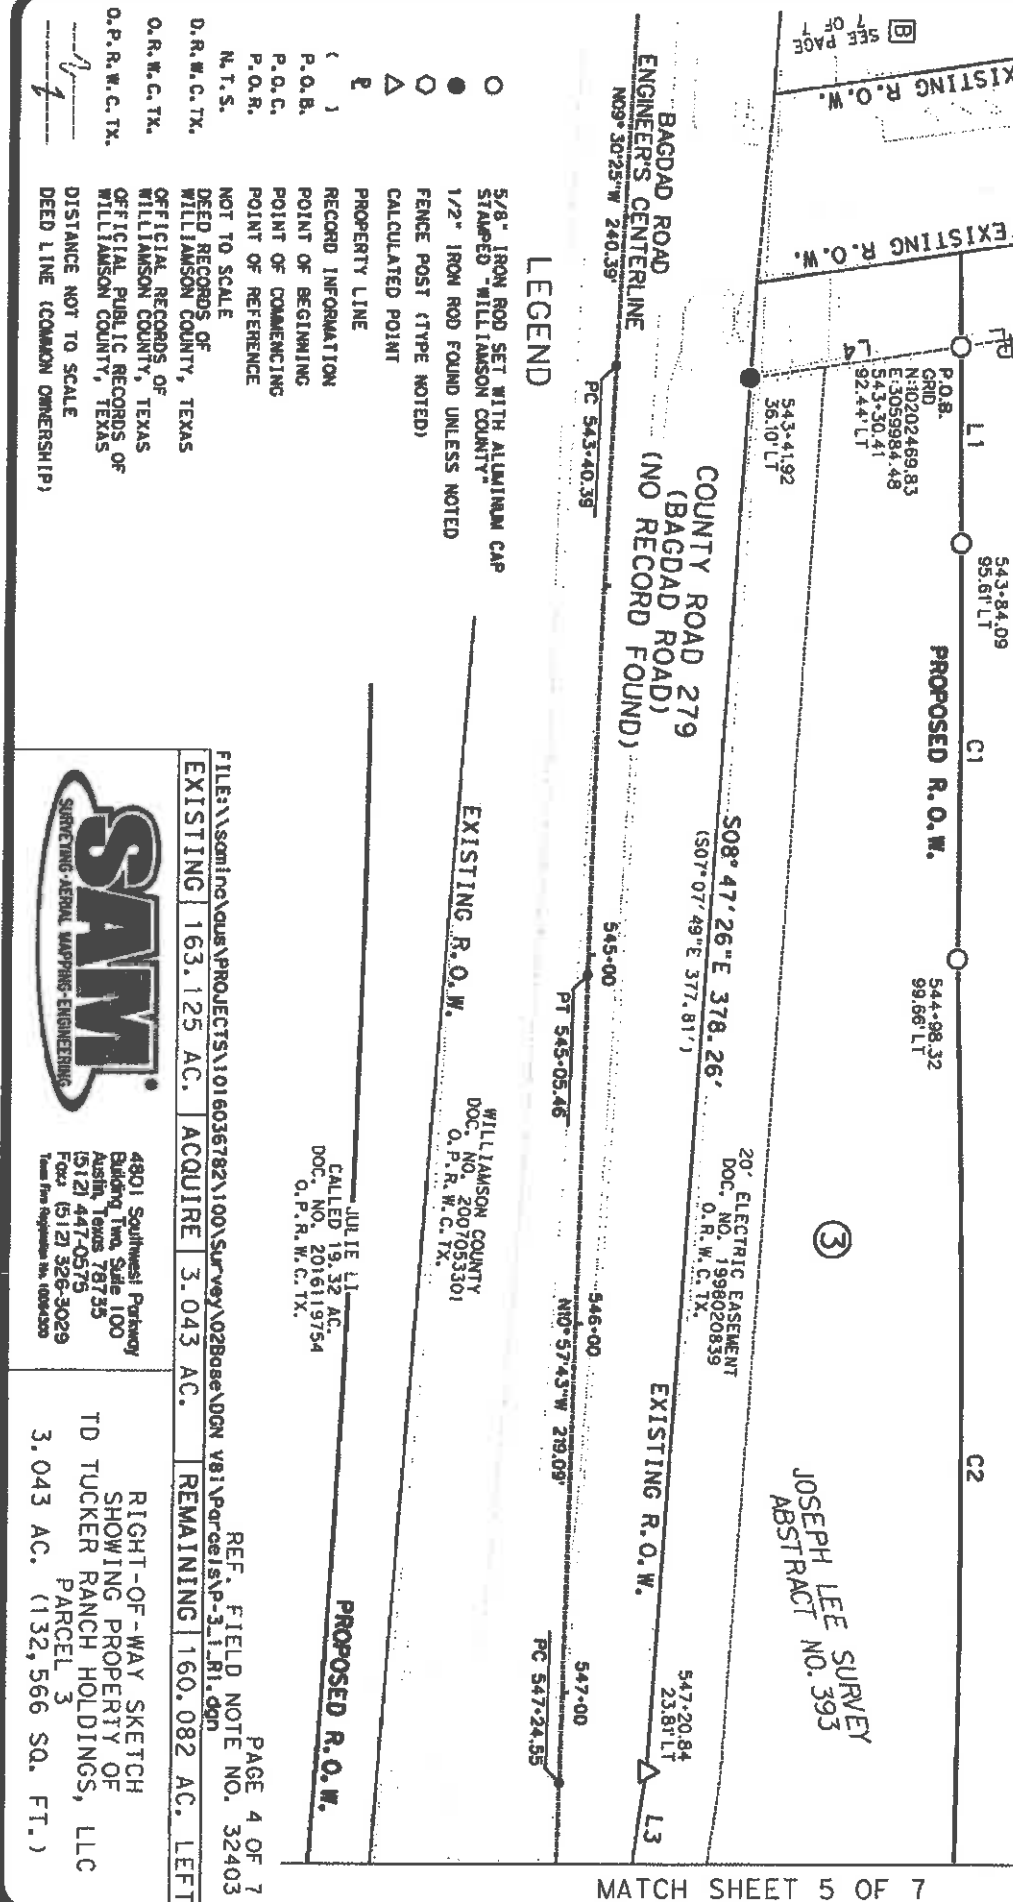 B SEE PAGE
7 OF 7
EXISTING R.O.W.
EXISTING R.O.W.
L4
L1
P.O.B.
GRID
N:10202469.83
E:3059984.48
543+30.41
92.44' LT
543+41.92
36.10' LT
543+84.09
95.61' LT
PROPOSED R.O.W.
C1
544+98.32
99.66' LT
C2
JOSEPH LEE SURVEY
ABSTRACT NO. 393
3
20' ELECTRIC EASEMENT
DOC. NO. 1998020839
O.R.W.C.TX.
S08°47'26"E 378.26'
(S07°07'49"E 377.81')
EXISTING R.O.W.
547+20.84
23.81' LT
L3
COUNTY ROAD 279
(BAGDAD ROAD)
(NO RECORD FOUND)
BAGDAD ROAD
ENGINEER'S CENTERLINE
N09°30'25"W 240.39'
PC 543+40.39
545+00
PT 545+05.46
546+00
N10°57'43"W 219.09'
547+00
PC 547+24.55
EXISTING R.O.W.
WILLIAMSON COUNTY
DOC. NO. 2007053301
O.P.R.W.C.TX.
JULIE LI
CALLED 19.32 AC.
DOC. NO. 2016119754
O.P.R.W.C.TX.
PROPOSED R.O.W.
MATCH SHEET 5 OF 7
LEGEND
5/8" IRON ROD SET WITH ALUMINUM CAP
STAMPED "WILLIAMSON COUNTY"
1/2" IRON ROD FOUND UNLESS NOTED
FENCE POST (TYPE NOTED)
CALCULATED POINT
PROPERTY LINE
( ) RECORD INFORMATION
P.O.B. POINT OF BEGINNING
P.O.C. POINT OF COMMENCING
P.O.R. POINT OF REFERENCE
N.T.S. NOT TO SCALE
D.R.W.C.TX. DEED RECORDS OF
WILLIAMSON COUNTY, TEXAS
O.R.W.C.TX. OFFICIAL RECORDS OF
WILLIAMSON COUNTY, TEXAS
O.P.R.W.C.TX. OFFICIAL PUBLIC RECORDS OF
WILLIAMSON COUNTY, TEXAS
DISTANCE NOT TO SCALE
DEED LINE (COMMON OWNERSHIP)
PAGE 4 OF 7
REF. FIELD NOTE NO. 32403
FILE:\\saminc\aus\PROJECTS\1016036782\100\Survey\02Base\DGN V8i\Parcels\P-3_1_R1.dgn
EXISTING 163.125 AC. ACQUIRE 3.043 AC. REMAINING 160.082 AC. LEFT
SAM
SURVEYING-AERIAL MAPPING-ENGINEERING
4801 Southwest Parkway
Building Two, Suite 100
Austin, Texas 78735
(512) 447-0575
Fax: (512) 326-3029
Texas Firm Registration No. 10064300
RIGHT-OF-WAY SKETCH
SHOWING PROPERTY OF
TD TUCKER RANCH HOLDINGS, LLC
PARCEL 3
3.043 AC. (132,566 SQ. FT.)